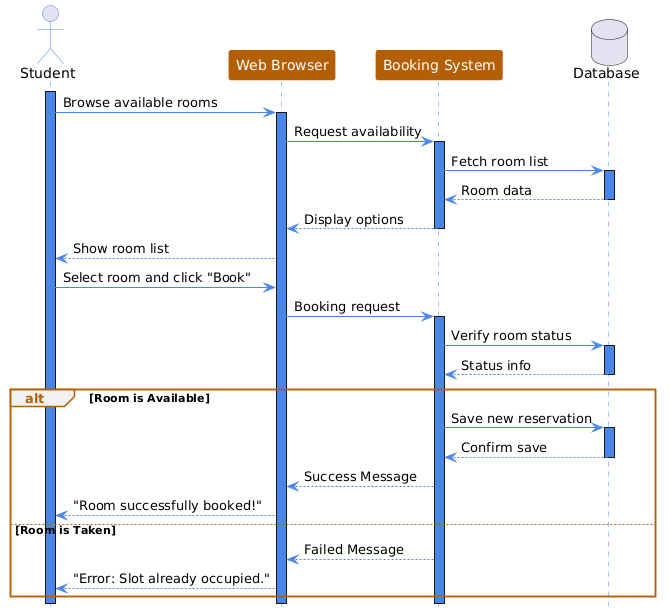 Student
Web Browser
Booking System
Database
Browse available rooms
Request availability
Fetch room list
Room data
Display options
Show room list
Select room and click "Book"
Booking request
Verify room status
Status info
alt [Room is Available]
Save new reservation
Confirm save
Success Message
"Room successfully booked!"
[Room is Taken]
Failed Message
"Error: Slot already occupied."